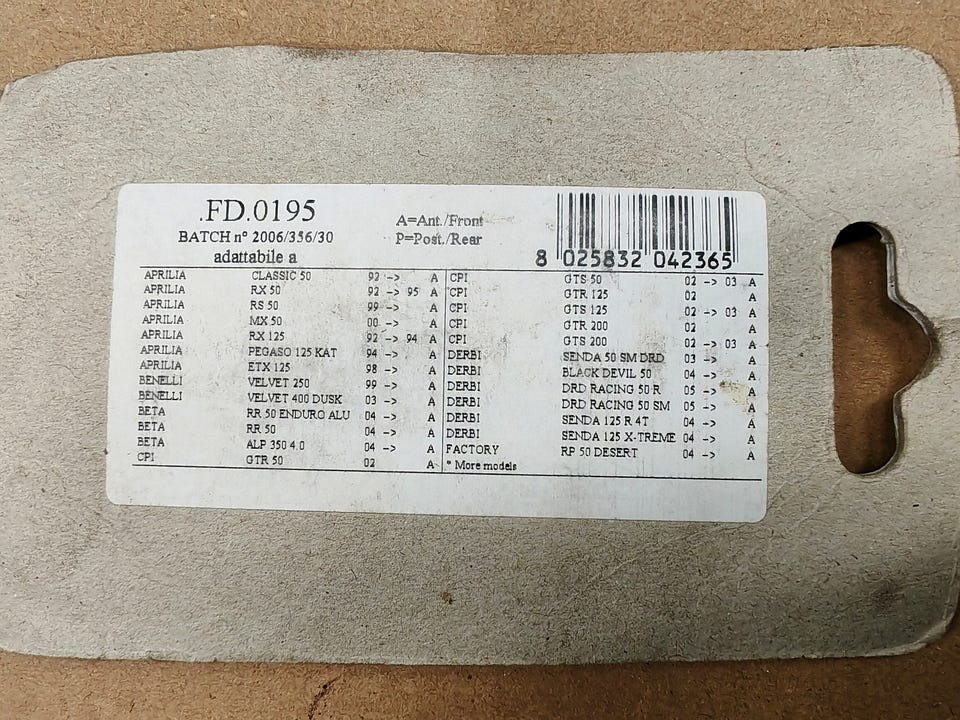 .FD.0195
BATCH n° 2006/356/30
adattabile a
A=Ant./Front
P=Post./Rear
8 025832 042365
APRILIA CLASSIC 50 92 -> A
APRILIA RX 50 92 -> 95 A
APRILIA RS 50 99 -> A
APRILIA MX 50 00 -> A
APRILIA RX 125 92 -> 94 A
APRILIA PEGASO 125 KAT 94 -> A
APRILIA ETX 125 98 -> A
BENELLI VELVET 250 99 -> A
BENELLI VELVET 400 DUSK 03 -> A
BETA RR 50 ENDURO ALU 04 -> A
BETA RR 50 04 -> A
BETA ALP 350 4.0 04 -> A
CPI GTR 50 02 A
CPI GTS 50 02 -> 03 A
CPI GTR 125 02 A
CPI GTS 125 02 -> 03 A
CPI GTR 200 02 A
CPI GTS 200 02 -> 03 A
DERBI SENDA 50 SM DRD 03 -> A
DERBI BLACK DEVIL 50 04 -> A
DERBI DRD RACING 50 R 05 -> A
DERBI DRD RACING 50 SM 05 -> A
DERBI SENDA 125 R 4T 04 -> A
DERBI SENDA 125 X-TREME 04 -> A
FACTORY RP 50 DESERT 04 -> A
* More models